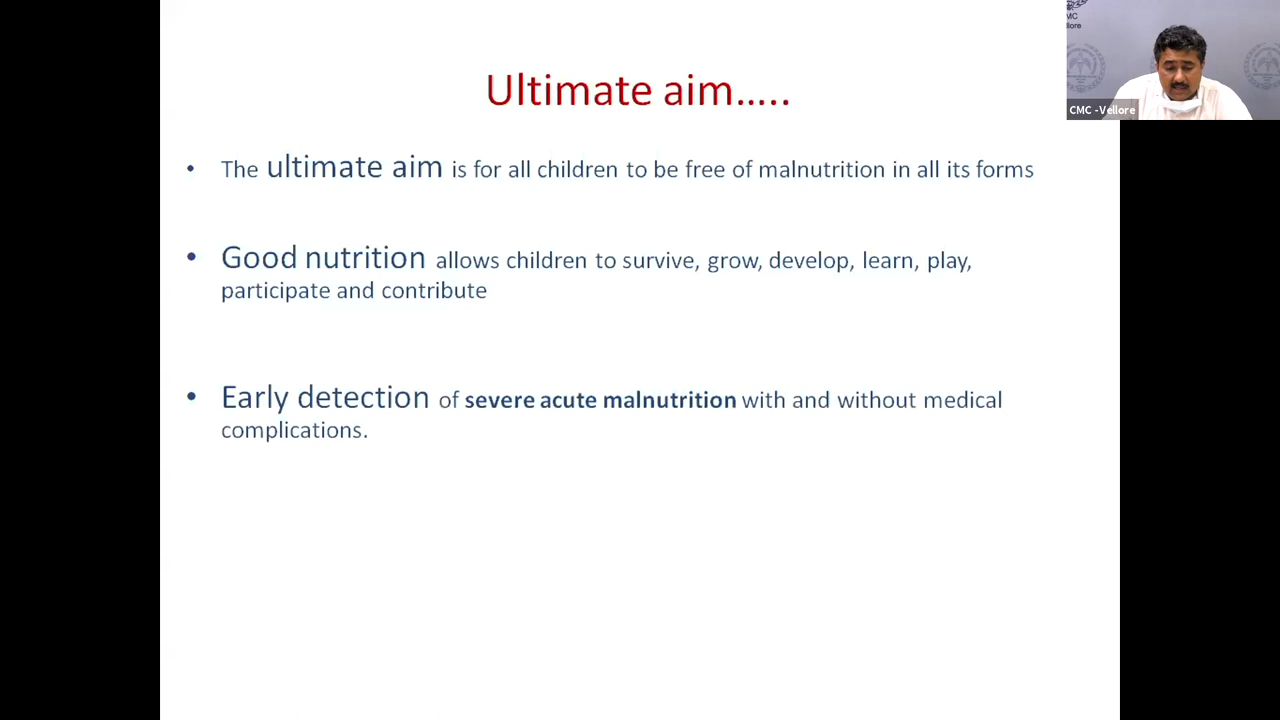 Ultimate aim.....
• The ultimate aim is for all children to be free of malnutrition in all its forms
• Good nutrition allows children to survive, grow, develop, learn, play,
participate and contribute
• Early detection of severe acute malnutrition with and without medical
complications.
CMC -Vellore